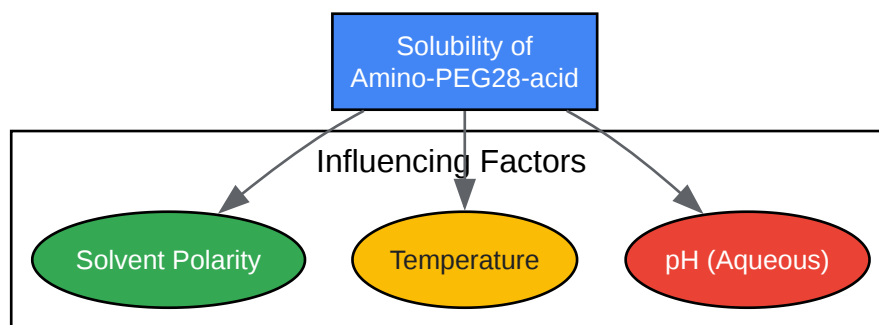 Solubility of
Amino-PEG28-acid
Influencing Factors
Solvent Polarity
Temperature
pH (Aqueous)